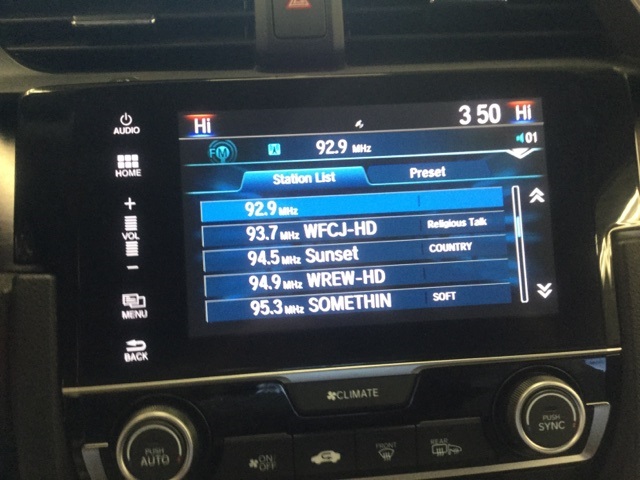 AUDIO
HOME
+
VOL
−
MENU
BACK
Hi
3 50 Hi
FM
92.9 MHz
01
Station List
Preset
92.9 MHz
93.7 MHz WFCJ-HD Religious Talk
94.5 MHz Sunset COUNTRY
94.9 MHz WREW-HD
95.3 MHz SOMETHIN SOFT
CLIMATE
PUSH
AUTO
ON/
OFF
FRONT
REAR
PUSH
SYNC